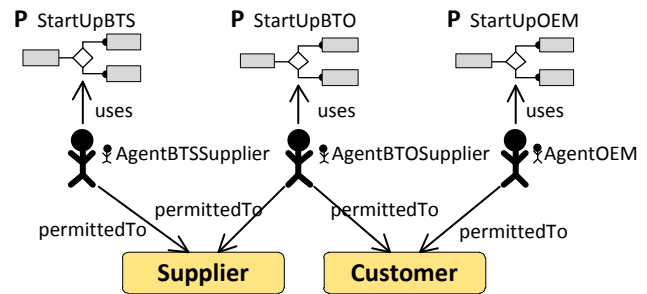 P StartUpBTS P StartUpBTO P StartUpOEM
uses uses uses
AgentBTSSupplier AgentBTOSupplier AgentOEM
permittedTo permittedTo permittedTo permittedTo
Supplier Customer